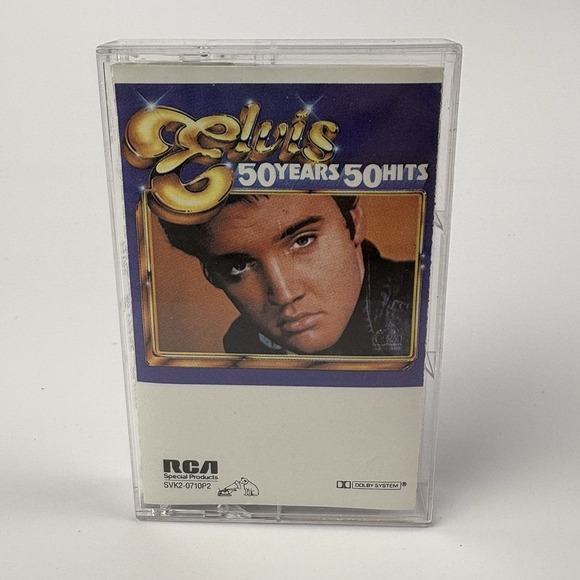 Elvis
50 YEARS 50 HITS
RCA
Special Products
SVK2-0710P2
DOLBY SYSTEM®